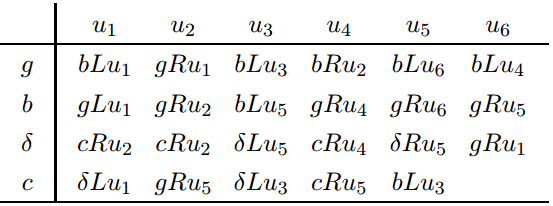 u₁ u₂ u₃ u₄ u₅ u₆
g bLu₁ gRu₁ bLu₃ bRu₂ bLu₆ bLu₄
b gLu₁ gRu₂ bLu₅ gRu₄ gRu₆ gRu₅
δ cRu₂ cRu₂ δLu₅ cRu₄ δRu₅ gRu₁
c δLu₁ gRu₅ δLu₃ cRu₅ bLu₃